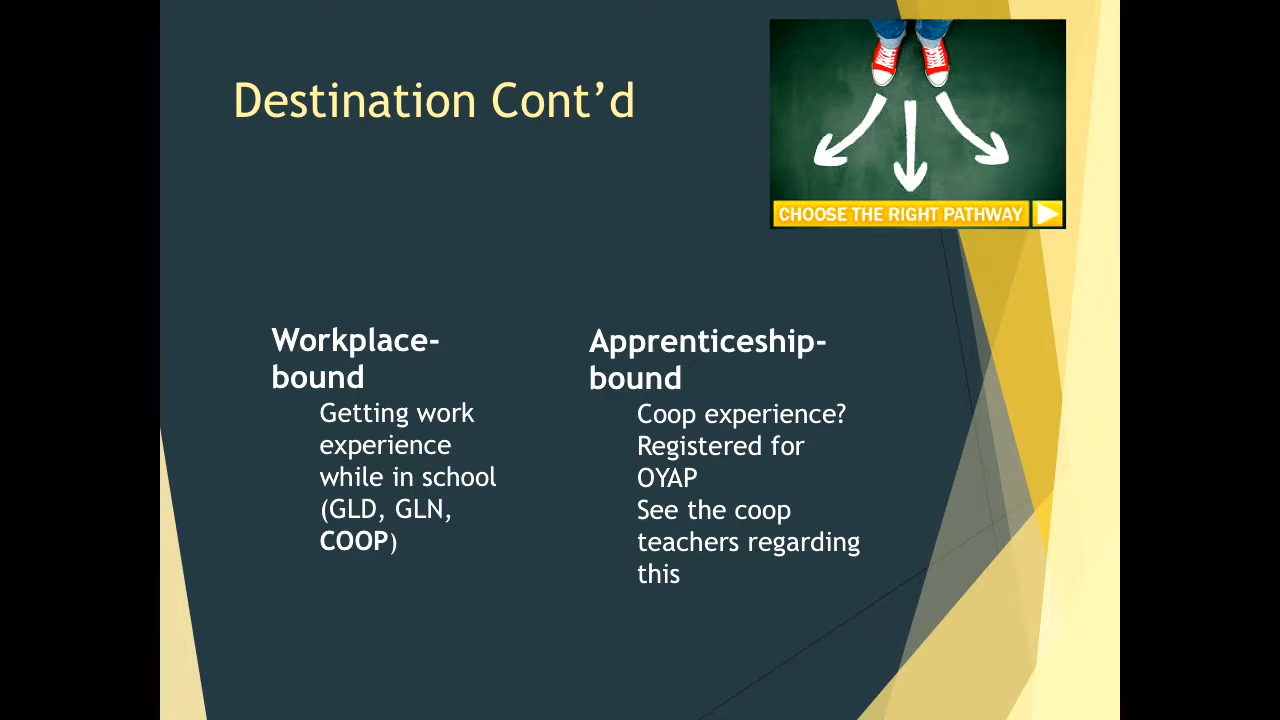 Destination Cont’d
CHOOSE THE RIGHT PATHWAY
Workplace-
bound
Getting work
experience
while in school
(GLD, GLN,
COOP)
Apprenticeship-
bound
Coop experience?
Registered for
OYAP
See the coop
teachers regarding
this